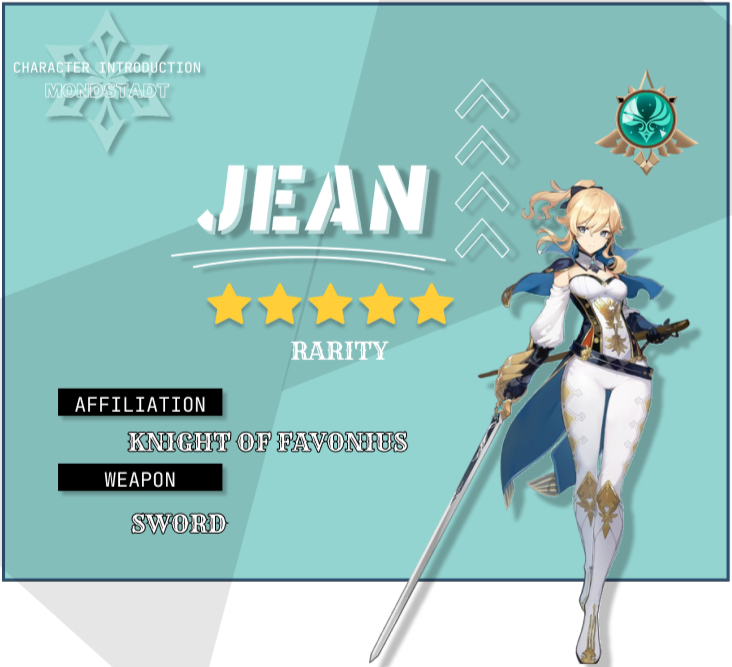 CHARACTER INTRODUCTION
MONDSTADT
JEAN
RARITY
AFFILIATION
KNIGHT OF FAVONIUS
WEAPON
SWORD